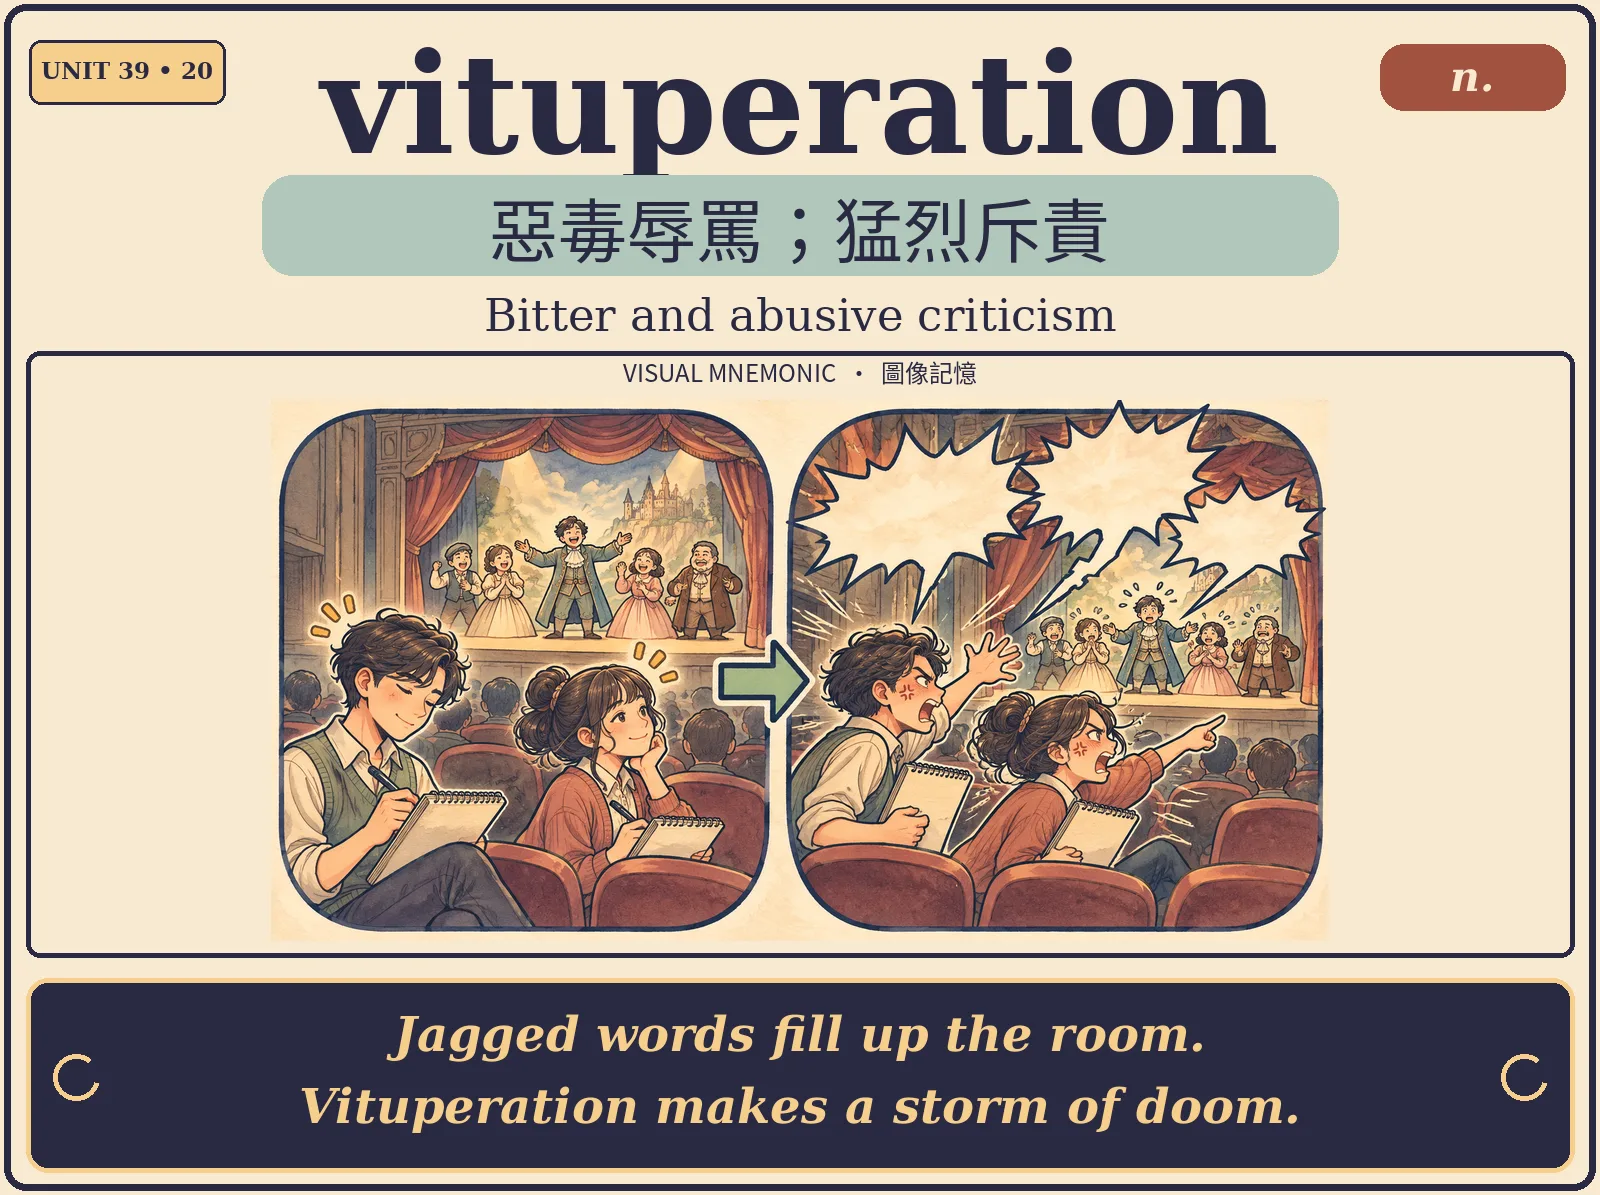 UNIT 39 • 20
vituperation
n.
惡毒辱罵；猛烈斥責
Bitter and abusive criticism
VISUAL MNEMONIC • 圖像記憶
Jagged words fill up the room.
Vituperation makes a storm of doom.